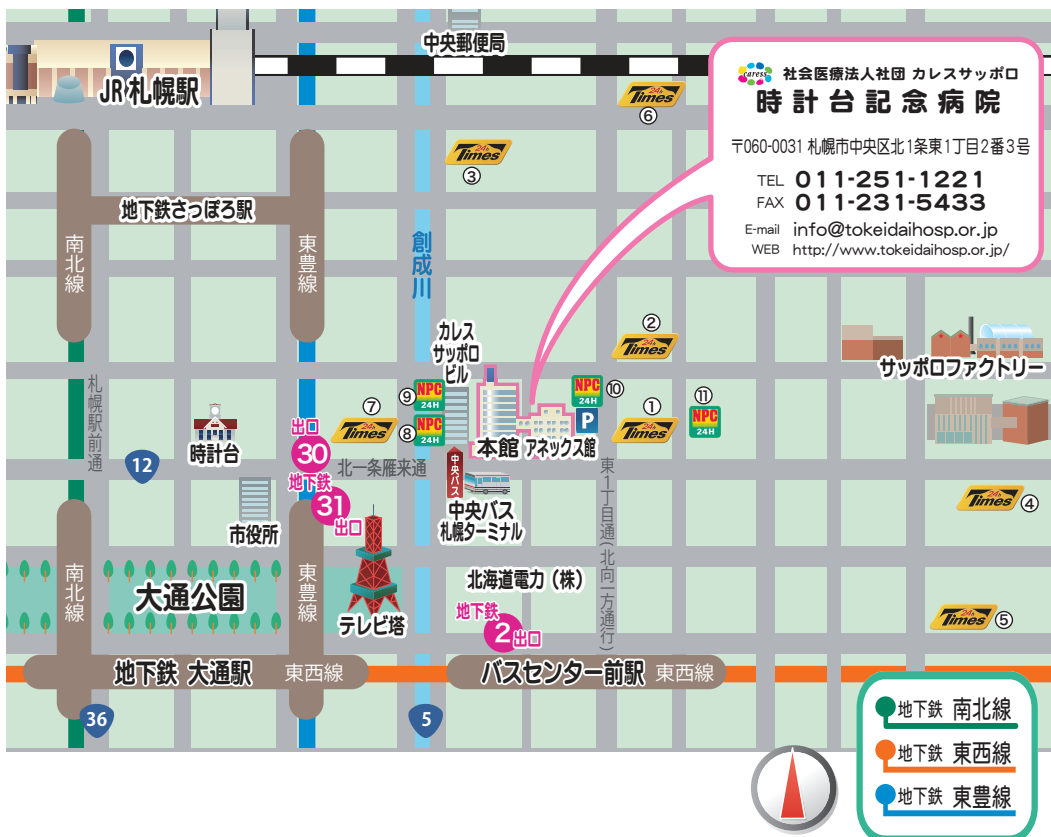 中央郵便局
JR札幌駅
caress 社会医療法人社団 カレスサッポロ
時計台記念病院
〒060-0031 札幌市中央区北1条東1丁目2番3号
TEL 011-251-1221
FAX 011-231-5433
E-mail info@tokeidaihosp.or.jp
WEB http://www.tokeidaihosp.or.jp/
24h Times
⑥
24h Times
③
地下鉄さっぽろ駅
南北線
東豊線
創成川
②
24h Times
カレス
サッポロ
ビル
サッポロファクトリー
札幌駅前通
⑨
NPC
24H
NPC
24H
⑩
P
⑦
24h Times
⑧
NPC
24H
①
24h Times
⑪
NPC
24H
時計台
出口
30
本館 アネックス館
12
北一条雁来通
中央バス
地下鉄
31
出口
中央バス
札幌ターミナル
東1丁目通(北向一方通行)
24h Times
④
市役所
南北線
大通公園
東豊線
テレビ塔
北海道電力(株)
地下鉄
2
出口
24h Times
⑤
地下鉄 大通駅
東西線
バスセンター前駅
東西線
36
5
地下鉄 南北線
地下鉄 東西線
地下鉄 東豊線